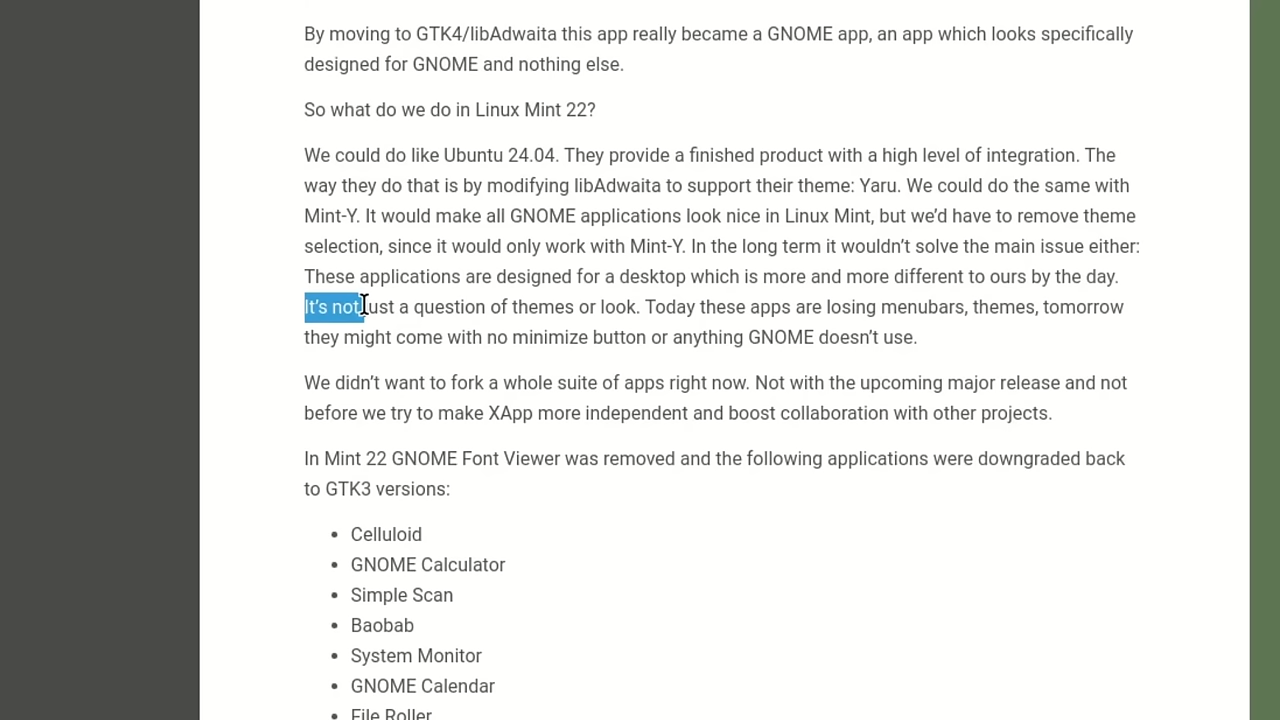 By moving to GTK4/libAdwaita this app really became a GNOME app, an app which looks specifically
designed for GNOME and nothing else.
So what do we do in Linux Mint 22?
We could do like Ubuntu 24.04. They provide a finished product with a high level of integration. The
way they do that is by modifying libAdwaita to support their theme: Yaru. We could do the same with
Mint-Y. It would make all GNOME applications look nice in Linux Mint, but we’d have to remove theme
selection, since it would only work with Mint-Y. In the long term it wouldn’t solve the main issue either:
These applications are designed for a desktop which is more and more different to ours by the day.
It’s not just a question of themes or look. Today these apps are losing menubars, themes, tomorrow
they might come with no minimize button or anything GNOME doesn’t use.
We didn’t want to fork a whole suite of apps right now. Not with the upcoming major release and not
before we try to make XApp more independent and boost collaboration with other projects.
In Mint 22 GNOME Font Viewer was removed and the following applications were downgraded back
to GTK3 versions:
• Celluloid
• GNOME Calculator
• Simple Scan
• Baobab
• System Monitor
• GNOME Calendar
• File Roller